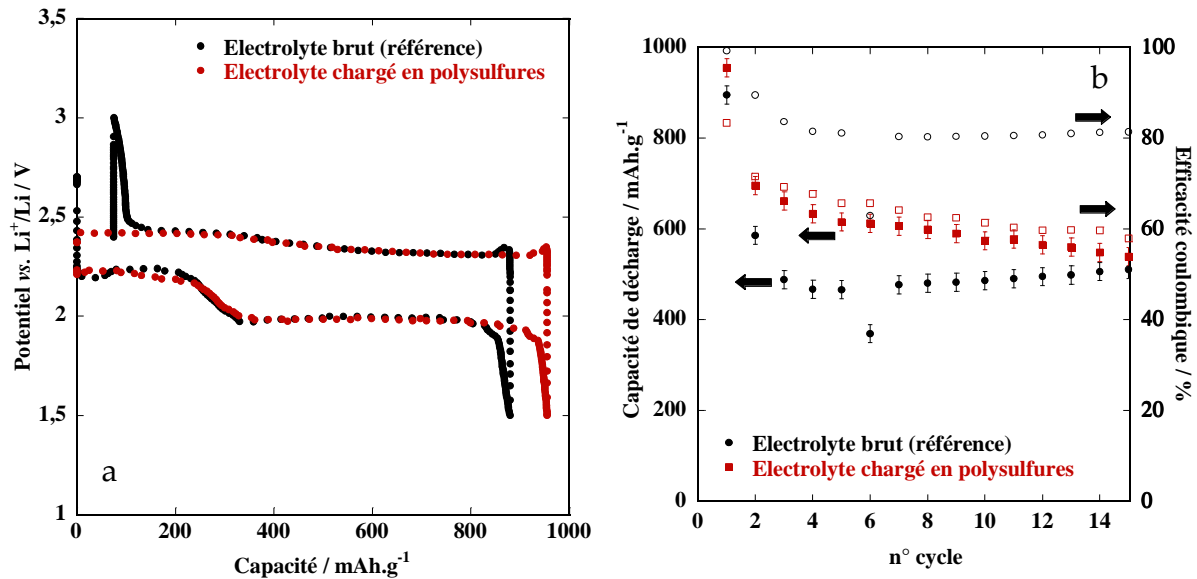 3,5
3
2,5
2
1,5
1
Potentiel vs. Li+/Li / V
Electrolyte brut (référence)
Electrolyte chargé en polysulfures
a
0
200
400
600
800
1000
Capacité / mAh.g-1
1000
800
600
400
200
0
Capacité de décharge / mAh.g-1
b
Electrolyte brut (référence)
Electrolyte chargé en polysulfures
100
80
60
40
20
0
Efficacité coulombique / %
0
2
4
6
8
10
12
14
n° cycle